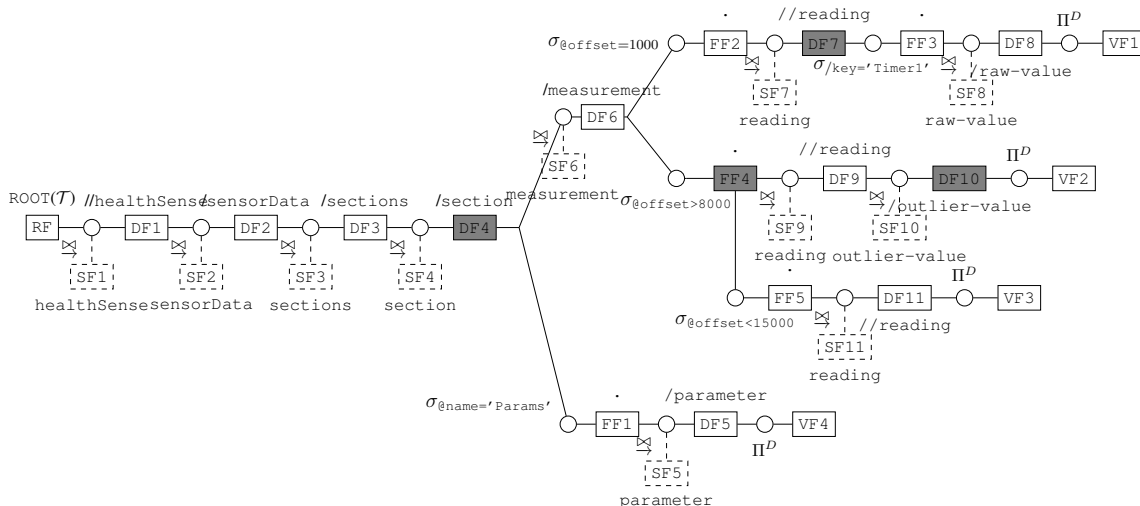 . //reading . Π^D
σ@offset=1000 FF2 DF7 FF3 DF8 VF1
⋈→ σ/key='Timer1' ⋈→ /raw-value
SF7 SF8
/measurement reading raw-value
DF6
⋈→ . //reading Π^D
SF6
measurement FF4 DF9 DF10 VF2
σ@offset>8000 ⋈→ ⋈→ /outlier-value
ROOT(𝒯) //healthSense /sensorData /sections /section
RF DF1 DF2 DF3 DF4 SF9 SF10
⋈→ ⋈→ ⋈→ ⋈→ reading outlier-value
SF1 SF2 SF3 SF4 . Π^D
healthSense sensorData sections section FF5 DF11 VF3
σ@offset<15000 ⋈→ //reading
SF11
reading
. /parameter
σ@name='Params' FF1 DF5 VF4
⋈→ Π^D
SF5
parameter